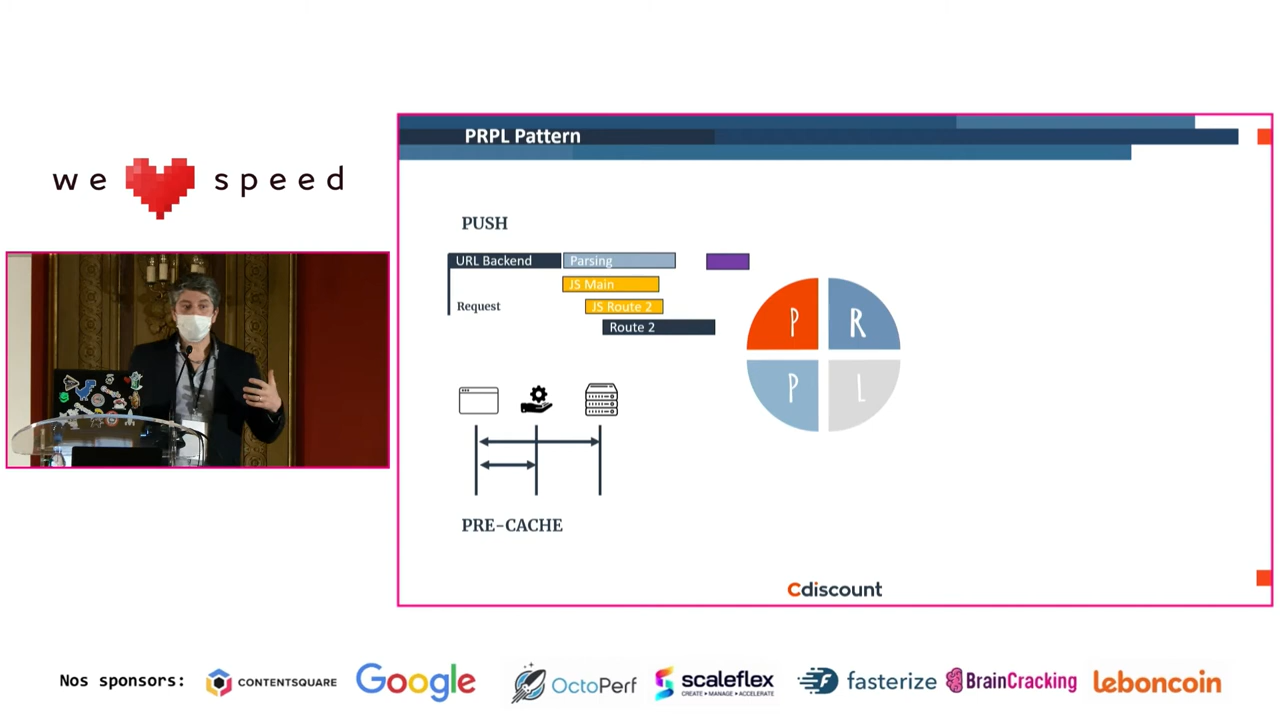 we speed
PRPL Pattern
PUSH
URL Backend
Parsing
JS Main
JS Route 2
Request
Route 2
P
R
P
L
PRE-CACHE
Cdiscount
Nos sponsors:
CONTENTSQUARE
Google
OctoPerf
scaleflex
CREATE • MANAGE • ACCELERATE
fasterize
BrainCracking
leboncoin